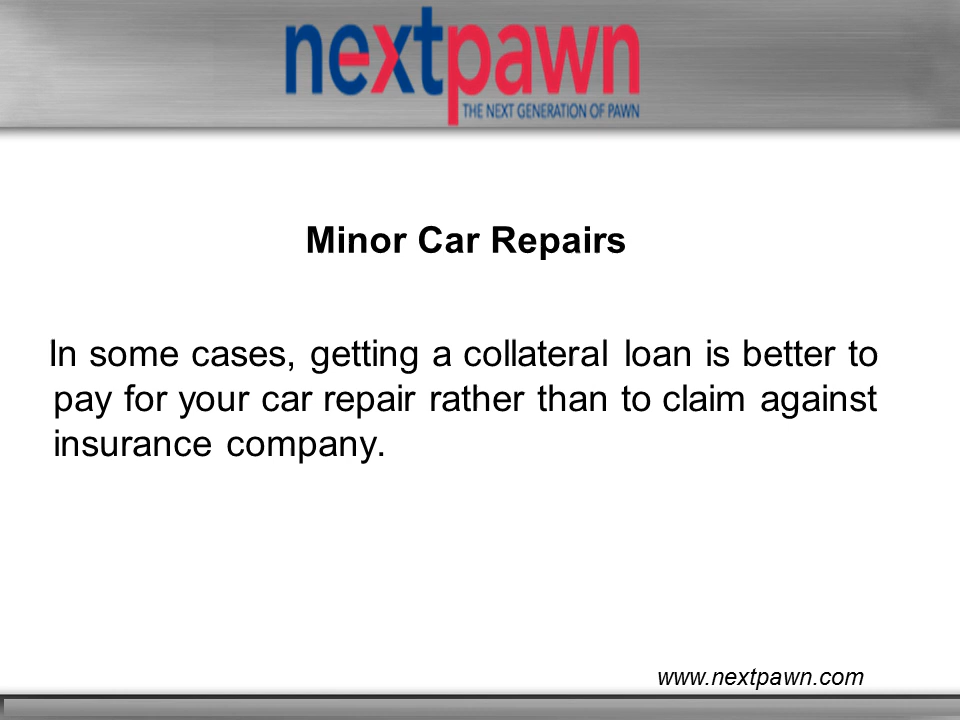 nextpawn
THE NEXT GENERATION OF PAWN
Minor Car Repairs
In some cases, getting a collateral loan is better to
pay for your car repair rather than to claim against
insurance company.
www.nextpawn.com